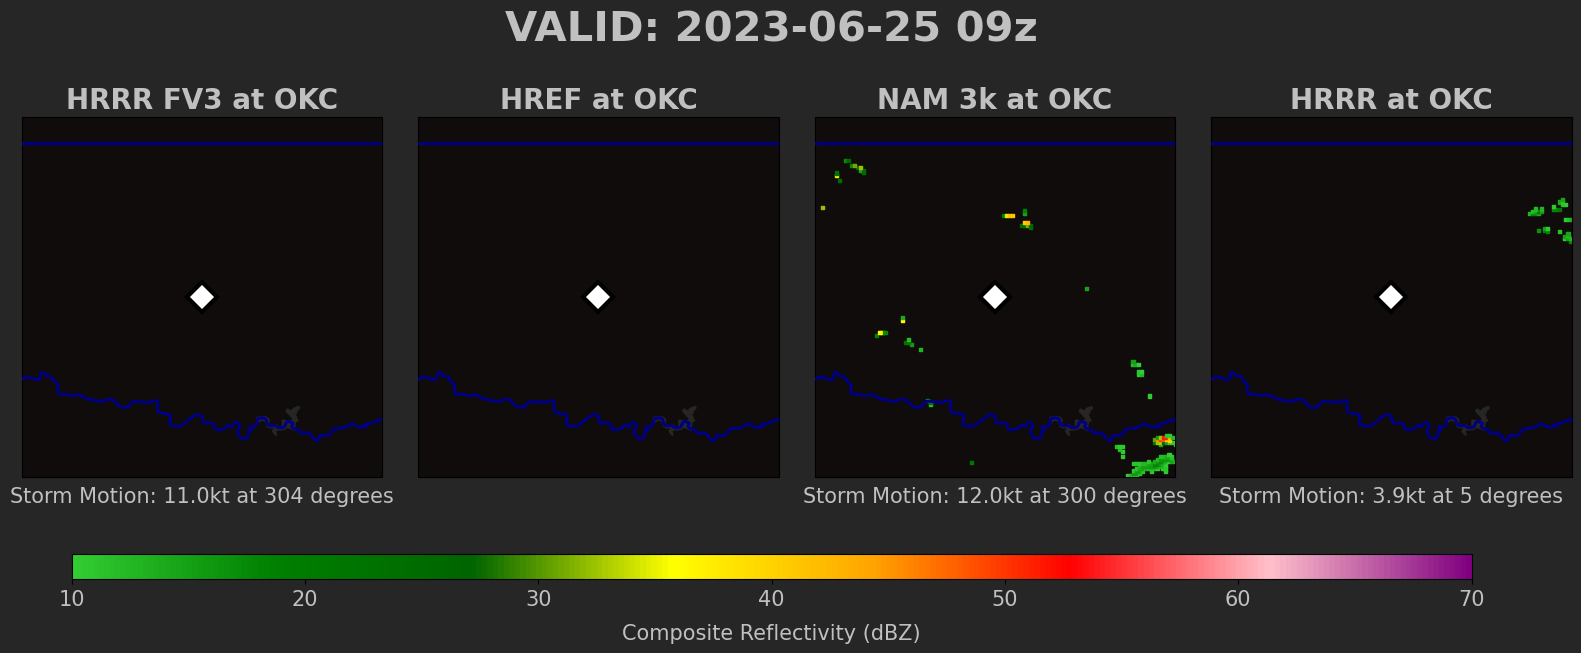 VALID: 2023-06-25 09z
HRRR FV3 at OKC
HREF at OKC
NAM 3k at OKC
HRRR at OKC
Storm Motion: 11.0kt at 304 degrees
Storm Motion: 12.0kt at 300 degrees
Storm Motion: 3.9kt at 5 degrees
10 20 30 40 50 60 70
Composite Reflectivity (dBZ)